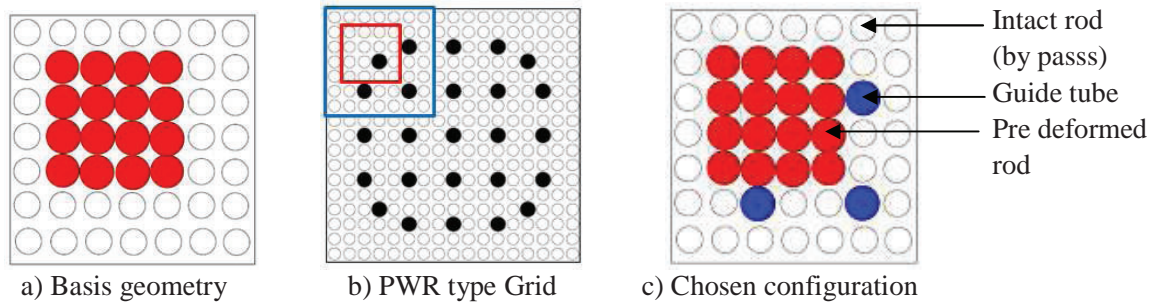 Intact rod
(by passs)
Guide tube
Pre deformed
rod
a) Basis geometry
b) PWR type Grid
c) Chosen configuration